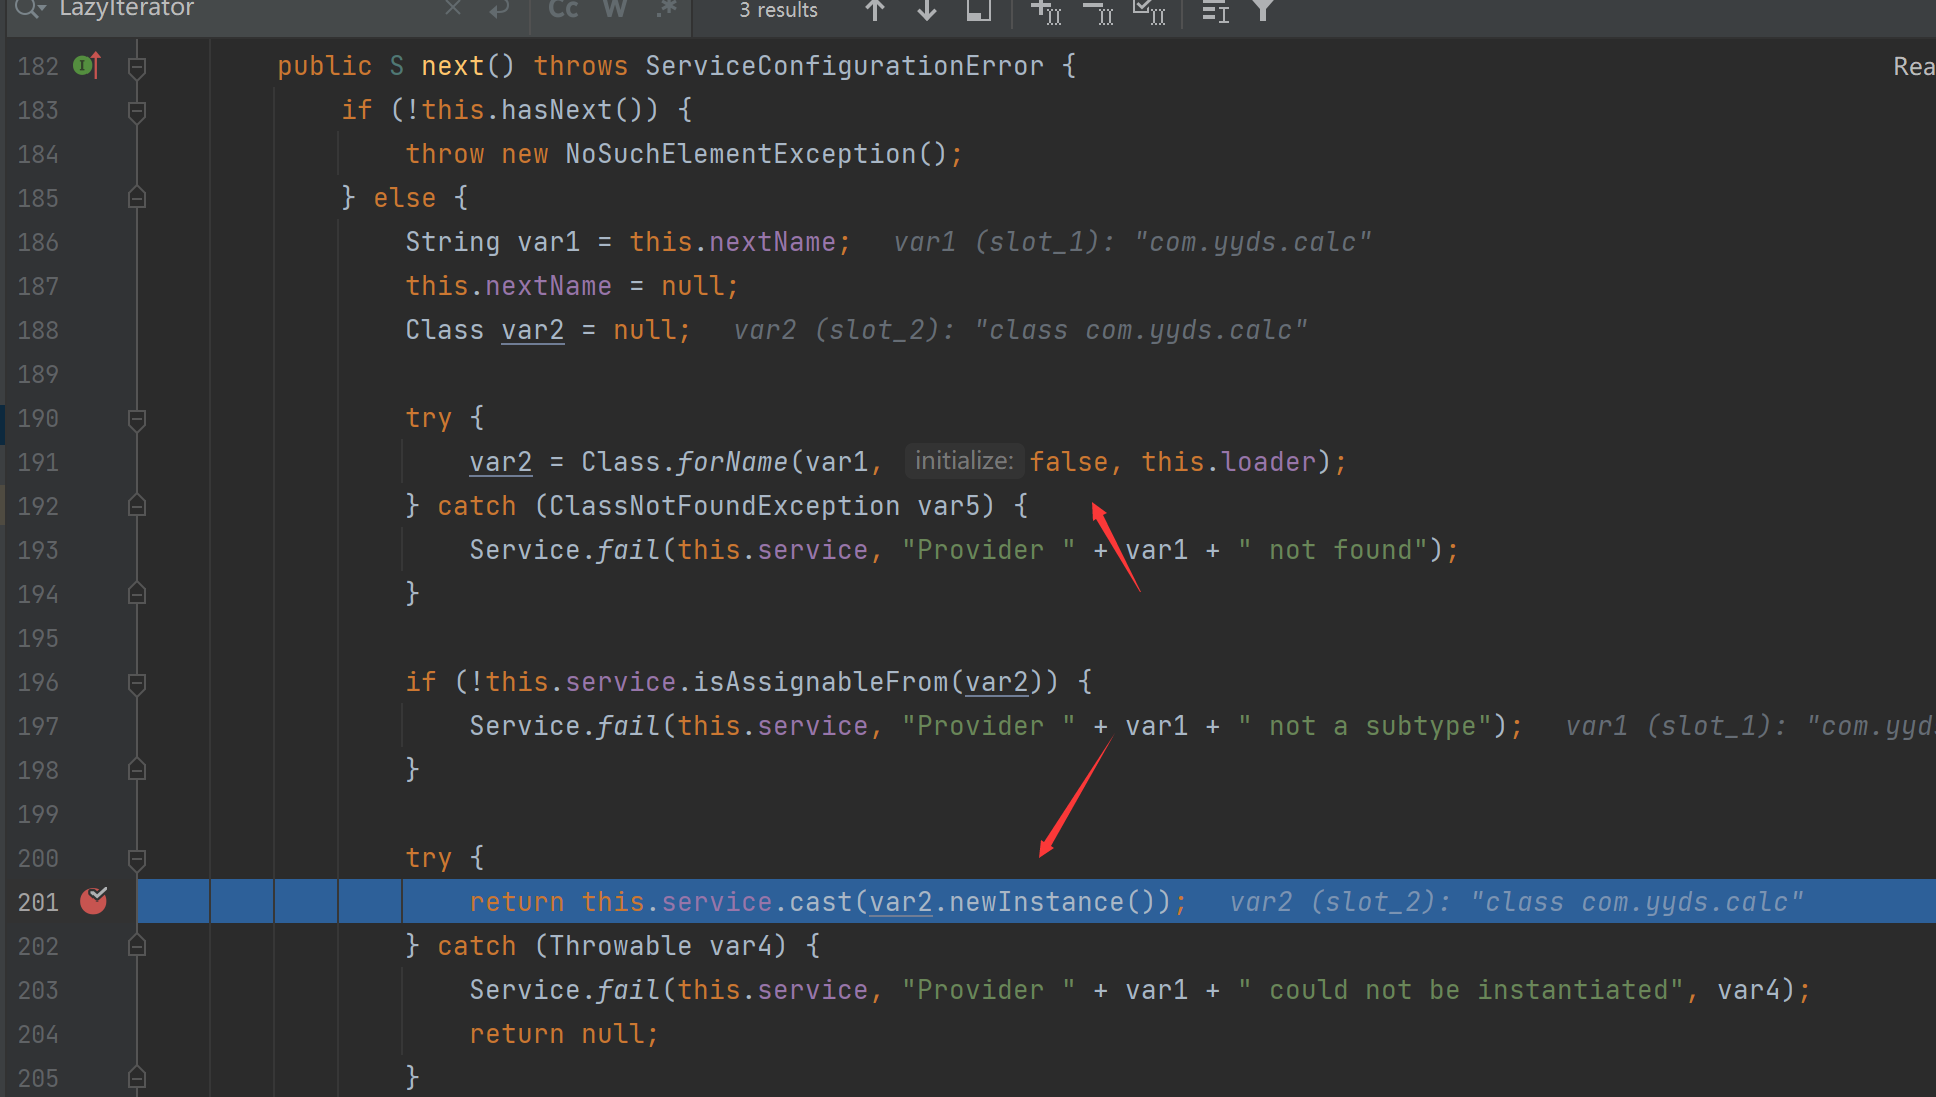 LazyIterator Cc W .* 3 results
182 public S next() throws ServiceConfigurationError { Rea
183 if (!this.hasNext()) {
184 throw new NoSuchElementException();
185 } else {
186 String var1 = this.nextName; var1 (slot_1): "com.yyds.calc"
187 this.nextName = null;
188 Class var2 = null; var2 (slot_2): "class com.yyds.calc"
189
190 try {
191 var2 = Class.forName(var1, initialize: false, this.loader);
192 } catch (ClassNotFoundException var5) {
193 Service.fail(this.service, "Provider " + var1 + " not found");
194 }
195
196 if (!this.service.isAssignableFrom(var2)) {
197 Service.fail(this.service, "Provider " + var1 + " not a subtype"); var1 (slot_1): "com.yyds
198 }
199
200 try {
201 return this.service.cast(var2.newInstance()); var2 (slot_2): "class com.yyds.calc"
202 } catch (Throwable var4) {
203 Service.fail(this.service, "Provider " + var1 + " could not be instantiated", var4);
204 return null;
205 }